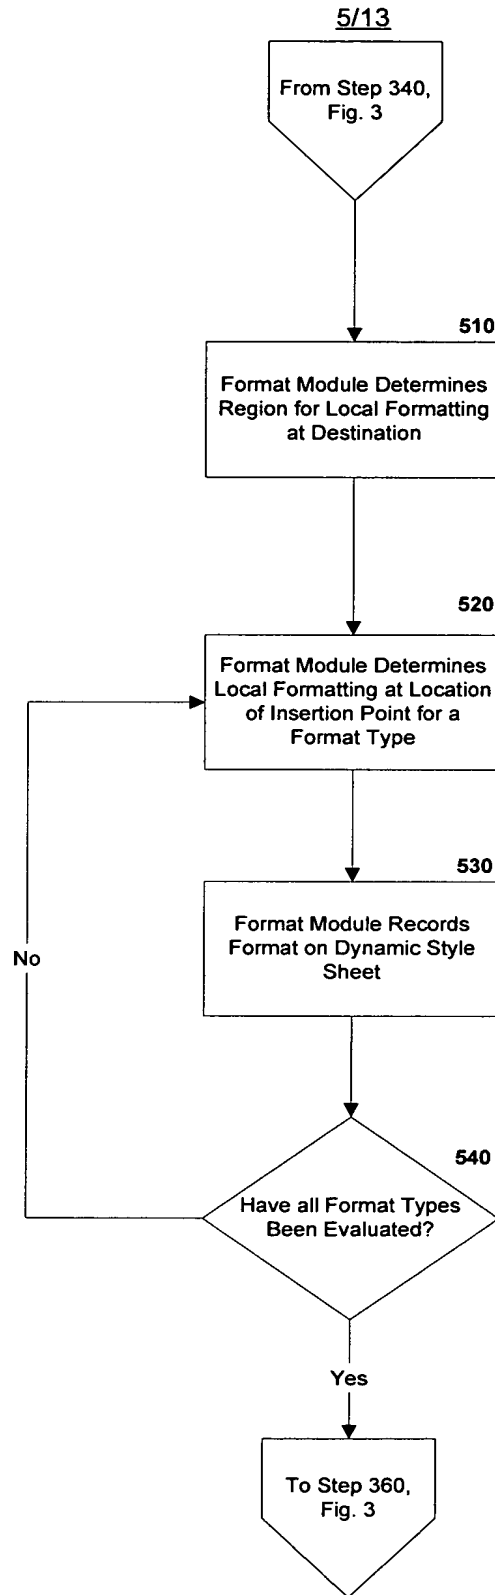 5/13
From Step 340,
Fig. 3
510
Format Module Determines
Region for Local Formatting
at Destination
520
Format Module Determines
Local Formatting at Location
of Insertion Point for a
Format Type
530
Format Module Records
Format on Dynamic Style
Sheet
No
540
Have all Format Types
Been Evaluated?
Yes
To Step 360,
Fig. 3